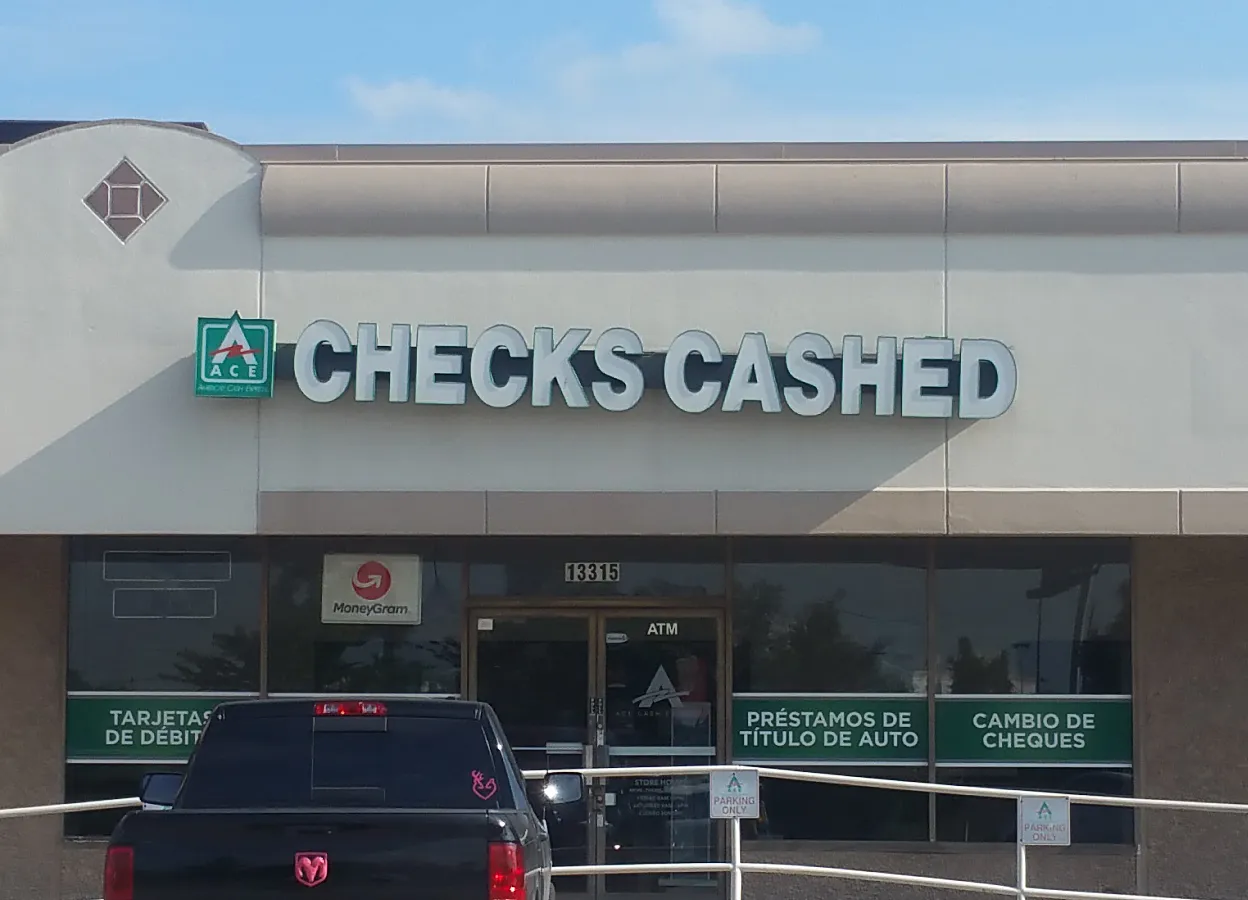 ACE
CHECKS CASHED
13315
MoneyGram
ATM
TARJETAS
DE DÉBIT
PRÉSTAMOS DE
TÍTULO DE AUTO
CAMBIO DE
CHEQUES
PARKING
ONLY
PARKING
ONLY